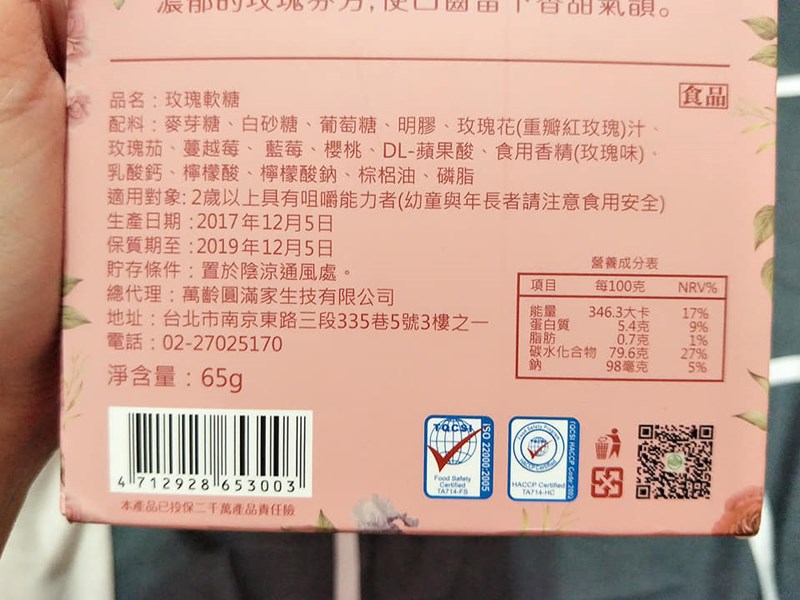 濃郁的玫瑰芬芳,使口齒留下香甜氣韻。
食品
品名：玫瑰軟糖
配料：麥芽糖、白砂糖、葡萄糖、明膠、玫瑰花(重瓣紅玫瑰)汁、
玫瑰茄、蔓越莓、藍莓、櫻桃、DL-蘋果酸、食用香精(玫瑰味)、
乳酸鈣、檸檬酸、檸檬酸鈉、棕梠油、磷脂
適用對象:2歲以上具有咀嚼能力者(幼童與年長者請注意食用安全)
生產日期:2017年12月5日
保質期至:2019年12月5日
貯存條件：置於陰涼通風處。
總代理：萬齡圓滿家生技有限公司
地址：台北市南京東路三段335巷5號3樓之一
電話：02-27025170
淨含量：65g
營養成分表
項目 每100克 NRV%
能量 346.3大卡 17%
蛋白質 5.4克 9%
脂肪 0.7克 1%
碳水化合物 79.6克 27%
鈉 98毫克 5%
4 712928 653003
本產品已投保二千萬產品責任險
TQCSI
ISO 22000:2005
Food Safety
Certified
TA714-FS
TQCSI HACCP Code:2003
HACCP Certified
TA714-HC